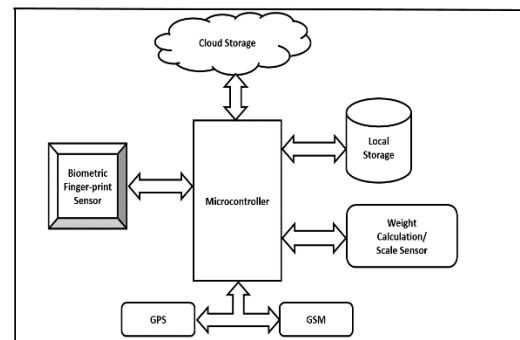 Cloud Storage
Biometric
Finger-print
Sensor
Microcontroller
Local
Storage
Weight
Calculation/
Scale Sensor
GPS
GSM